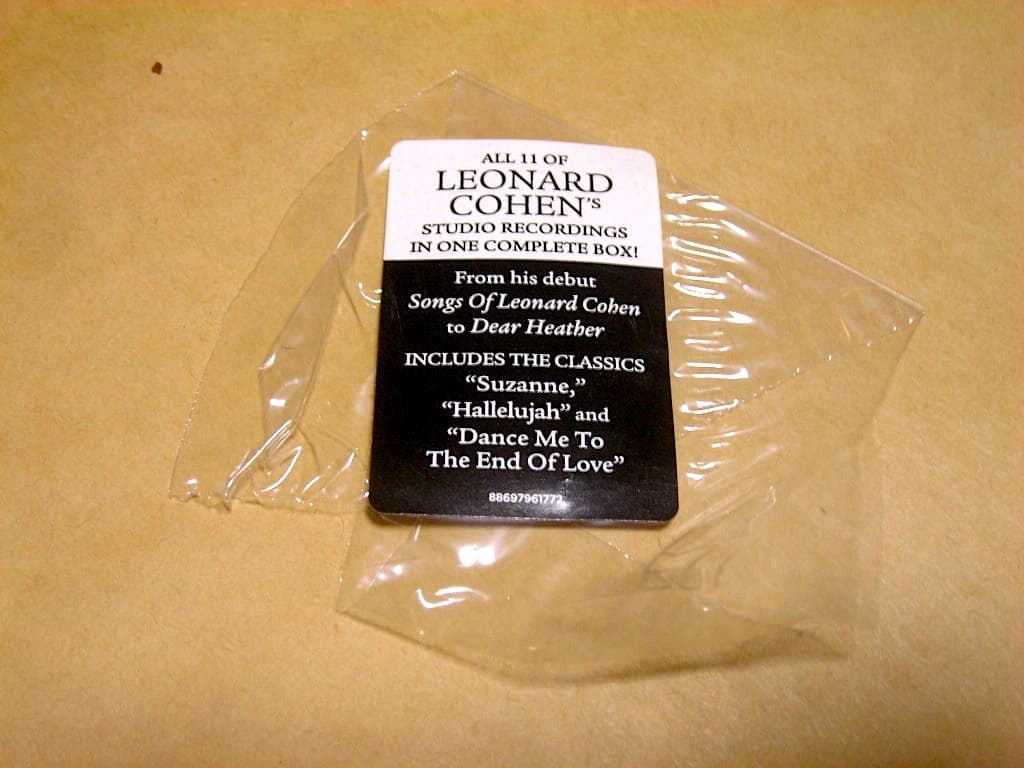 ALL 11 OF
LEONARD
COHEN'S
STUDIO RECORDINGS
IN ONE COMPLETE BOX!
From his debut
Songs Of Leonard Cohen
to Dear Heather
INCLUDES THE CLASSICS
“Suzanne,”
“Hallelujah” and
“Dance Me To
The End Of Love”
88697961772